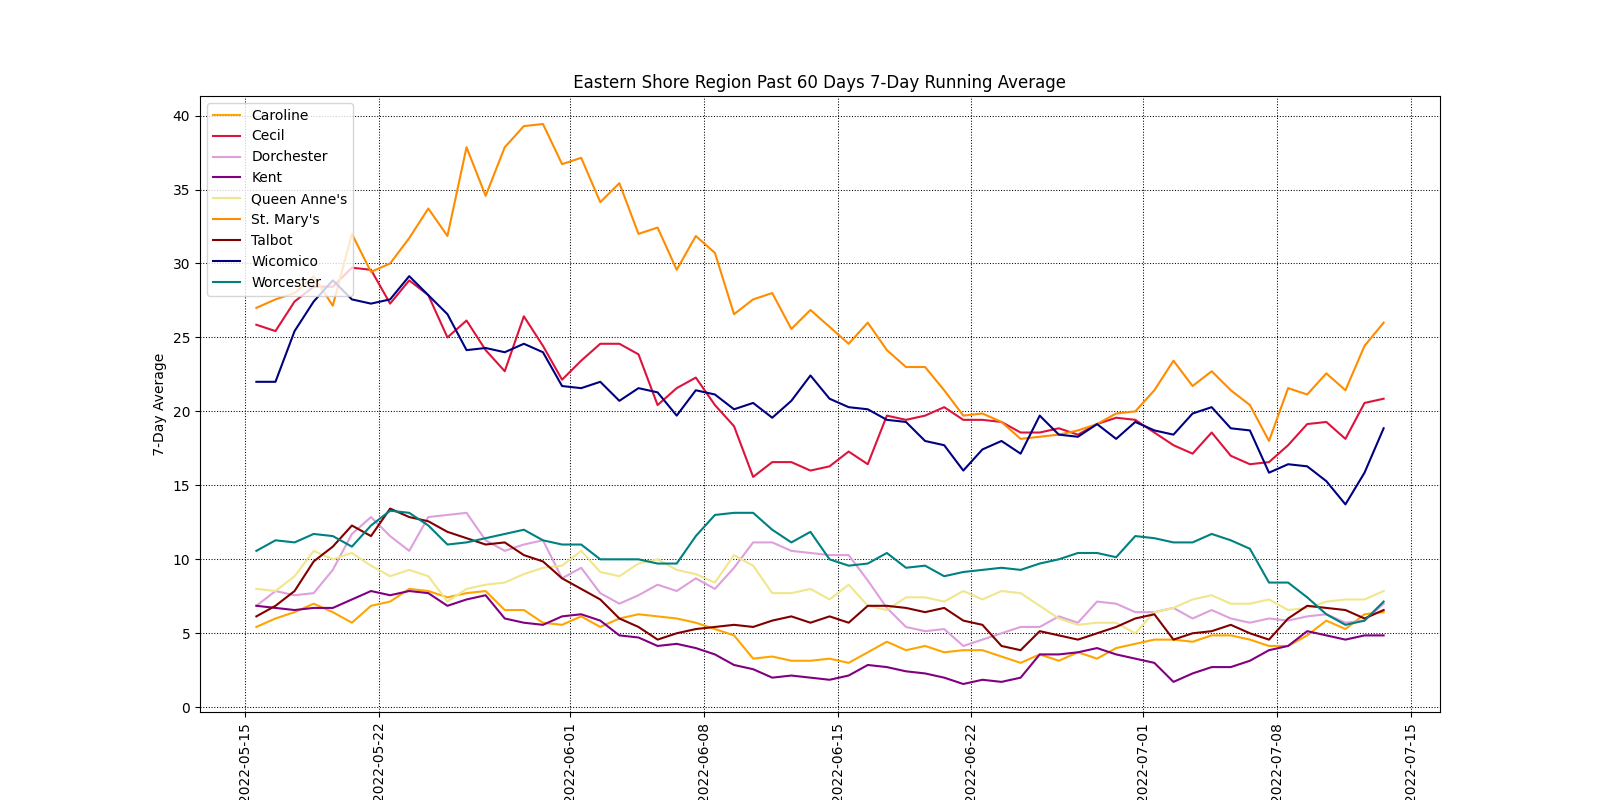 Eastern Shore Region Past 60 Days 7-Day Running Average
Caroline
Cecil
Dorchester
Kent
Queen Anne's
St. Mary's
Talbot
Wicomico
Worcester
7-Day Average
40
35
30
25
20
15
10
5
0
2022-05-15
2022-05-22
2022-06-01
2022-06-08
2022-06-15
2022-06-22
2022-07-01
2022-07-08
2022-07-15